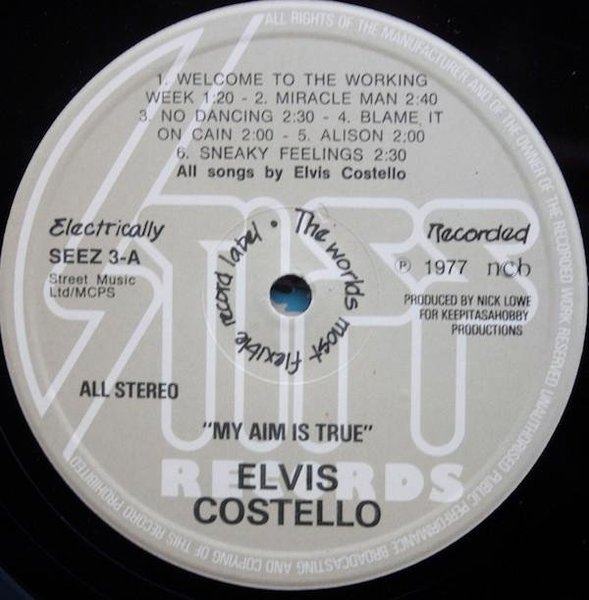 ALL RIGHTS OF THE MANUFACTURER AND OF THE OWNER OF THE RECORDED WORK RESERVED UNAUTHORISED PUBLIC PERFORMANCE BROADCASTING AND COPYING OF THIS RECORD PROHIBITED
1. WELCOME TO THE WORKING
WEEK 1:20 - 2. MIRACLE MAN 2:40
3. NO DANCING 2:30 - 4. BLAME IT
ON CAIN 2:00 - 5. ALISON 2:00
6. SNEAKY FEELINGS 2:30
All songs by Elvis Costello
STIFF
Electrically
Recorded
SEEZ 3-A
Street Music
Ltd/MCPS
℗ 1977 ncb
PRODUCED BY NICK LOWE
FOR KEEPITASAHOBBY
PRODUCTIONS
The worlds most flexible record label •
ALL STEREO
"MY AIM IS TRUE"
RECORDS
ELVIS
COSTELLO